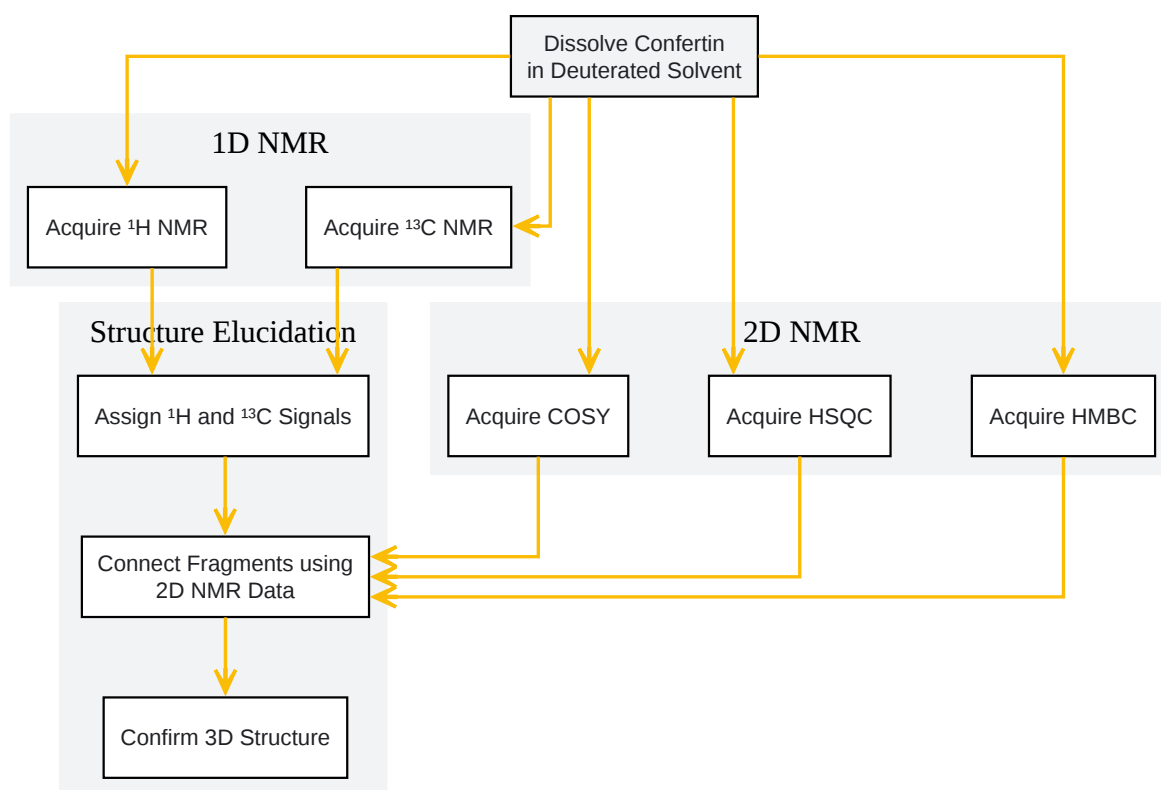 Dissolve Confertin
in Deuterated Solvent
1D NMR
Acquire ¹H NMR
Acquire ¹³C NMR
Structure Elucidation
2D NMR
Assign ¹H and ¹³C Signals
Acquire COSY
Acquire HSQC
Acquire HMBC
Connect Fragments using
2D NMR Data
Confirm 3D Structure